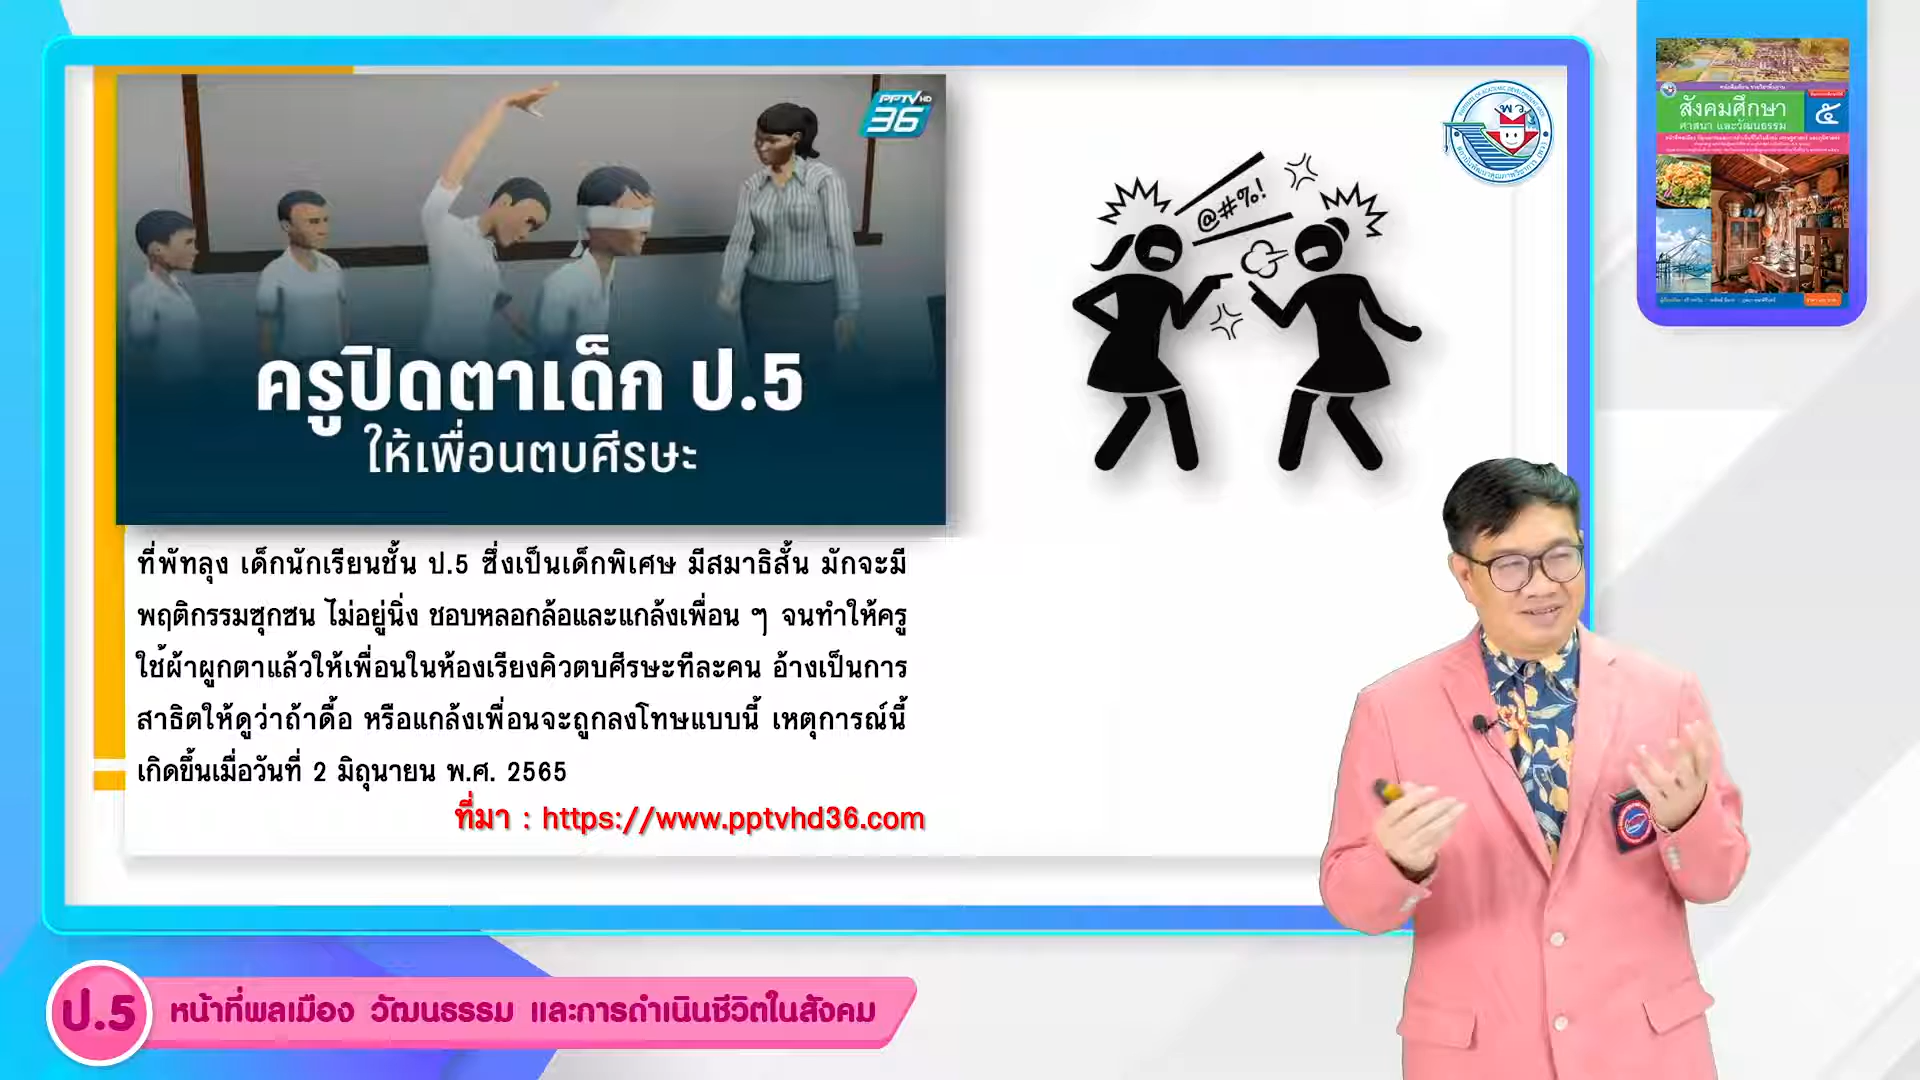 PPTV HD
36
ครูปิดตาเด็ก ป.5
ให้เพื่อนตบศีรษะ
@#%!
ที่พัทลุง เด็กนักเรียนชั้น ป.5 ซึ่งเป็นเด็กพิเศษ มีสมาธิสั้น มักจะมี
พฤติกรรมซุกซน ไม่อยู่นิ่ง ชอบหลอกล้อและแกล้งเพื่อน ๆ จนทำให้ครู
ใช้ผ้าผูกตาแล้วให้เพื่อนในห้องเรียงคิวตบศีรษะทีละคน อ้างเป็นการ
สาธิตให้ดูว่าถ้าดื้อ หรือแกล้งเพื่อนจะถูกลงโทษแบบนี้ เหตุการณ์นี้
เกิดขึ้นเมื่อวันที่ 2 มิถุนายน พ.ศ. 2565
ที่มา : https://www.pptvhd36.com
พว.
สังคมศึกษา
ศาสนา และวัฒนธรรม
๕
ป.5
หน้าที่พลเมือง วัฒนธรรม และการดำเนินชีวิตในสังคม